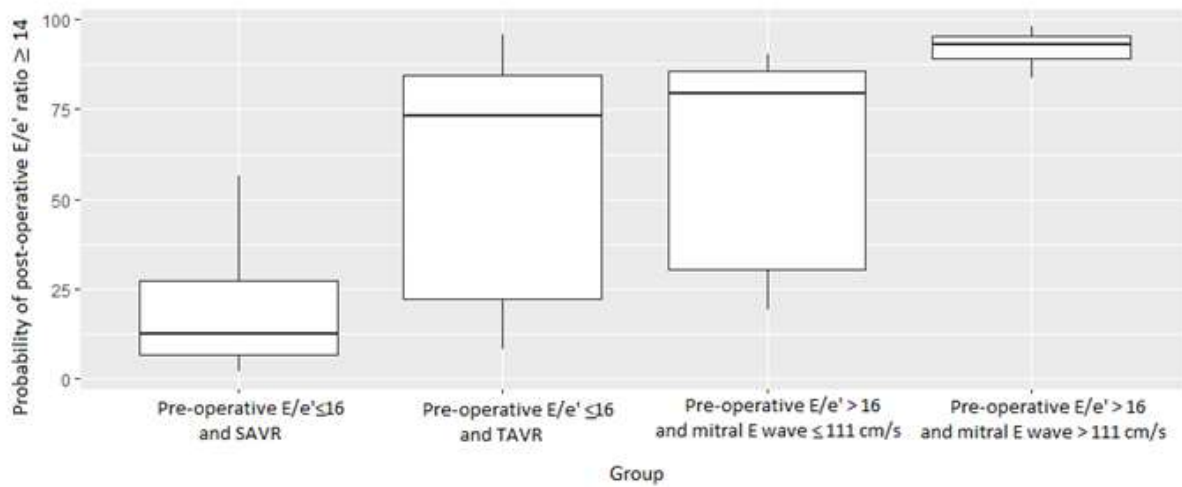 Probability of post-operative E/e' ratio ≥ 14
100
75
50
25
0
Pre-operative E/e'≤16
and SAVR
Pre-operative E/e' ≤16
and TAVR
Pre-operative E/e' > 16
and mitral E wave ≤ 111 cm/s
Pre-operative E/e' > 16
and mitral E wave > 111 cm/s
Group